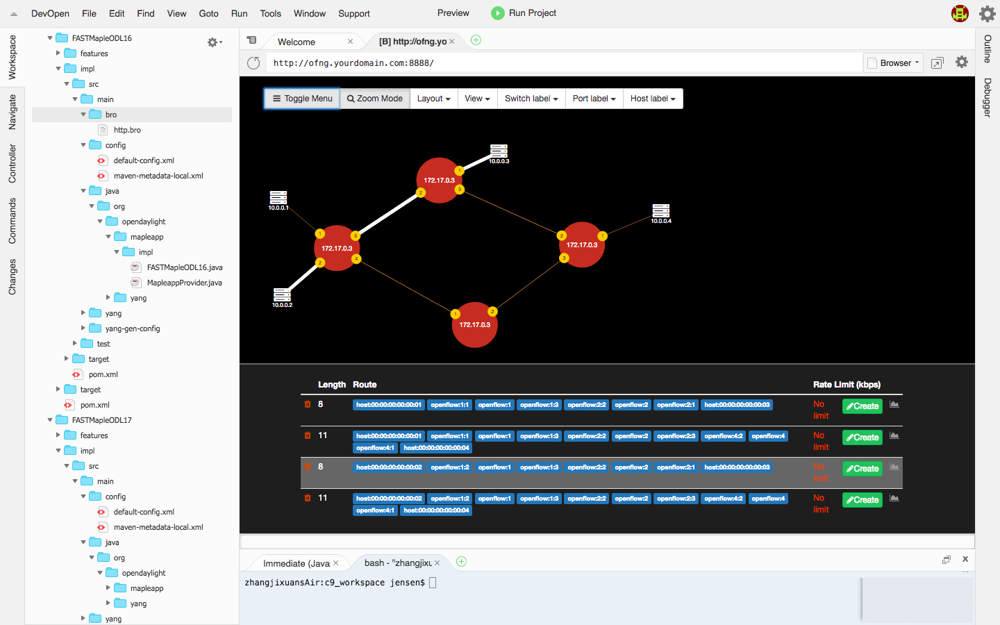 DevOpen File Edit Find View Goto Run Tools Window Support Preview Run Project
Workspace
Navigate
Controller
Commands
Changes
FASTMapleODL16
features
impl
src
main
bro
http.bro
config
default-config.xml
maven-metadata-local.xml
java
org
opendaylight
mapleapp
impl
FASTMapleODL16.java
MapleappProvider.java
yang
yang
yang-gen-config
test
target
pom.xml
target
pom.xml
FASTMapleODL17
features
impl
src
main
config
default-config.xml
maven-metadata-local.xml
java
org
opendaylight
mapleapp
yang
yang
Welcome
[B] http://ofng.yo
http://ofng.yourdomain.com:8888/
Browser
Outline
Debugger
Toggle Menu Zoom Mode Layout View Switch label Port label Host label
10.0.0.3
1
172.17.0.3
3
2
10.0.0.1
10.0.0.4
1
3
172.17.0.3
4
2
2
1
172.17.0.3
3
10.0.0.2
1
2
172.17.0.3
Length Route Rate Limit (kbps)
8 host:00:00:00:00:00:01 openflow:1:1 openflow:1 openflow:1:3 openflow:2:2 openflow:2 openflow:2:1 host:00:00:00:00:00:03 No limit Create
11 host:00:00:00:00:00:01 openflow:1:1 openflow:1 openflow:1:3 openflow:2:2 openflow:2 openflow:2:3 openflow:4:2 openflow:4 No limit Create
openflow:4:1 host:00:00:00:00:00:04
8 host:00:00:00:00:00:02 openflow:1:2 openflow:1 openflow:1:3 openflow:2:2 openflow:2 openflow:2:1 host:00:00:00:00:00:03 No limit Create
11 host:00:00:00:00:00:02 openflow:1:2 openflow:1 openflow:1:3 openflow:2:2 openflow:2 openflow:2:3 openflow:4:2 openflow:4 No limit Create
openflow:4:1 host:00:00:00:00:00:04
Immediate (Javas
bash - "zhangjixu
zhangjixuansAir:c9_workspace jensen$